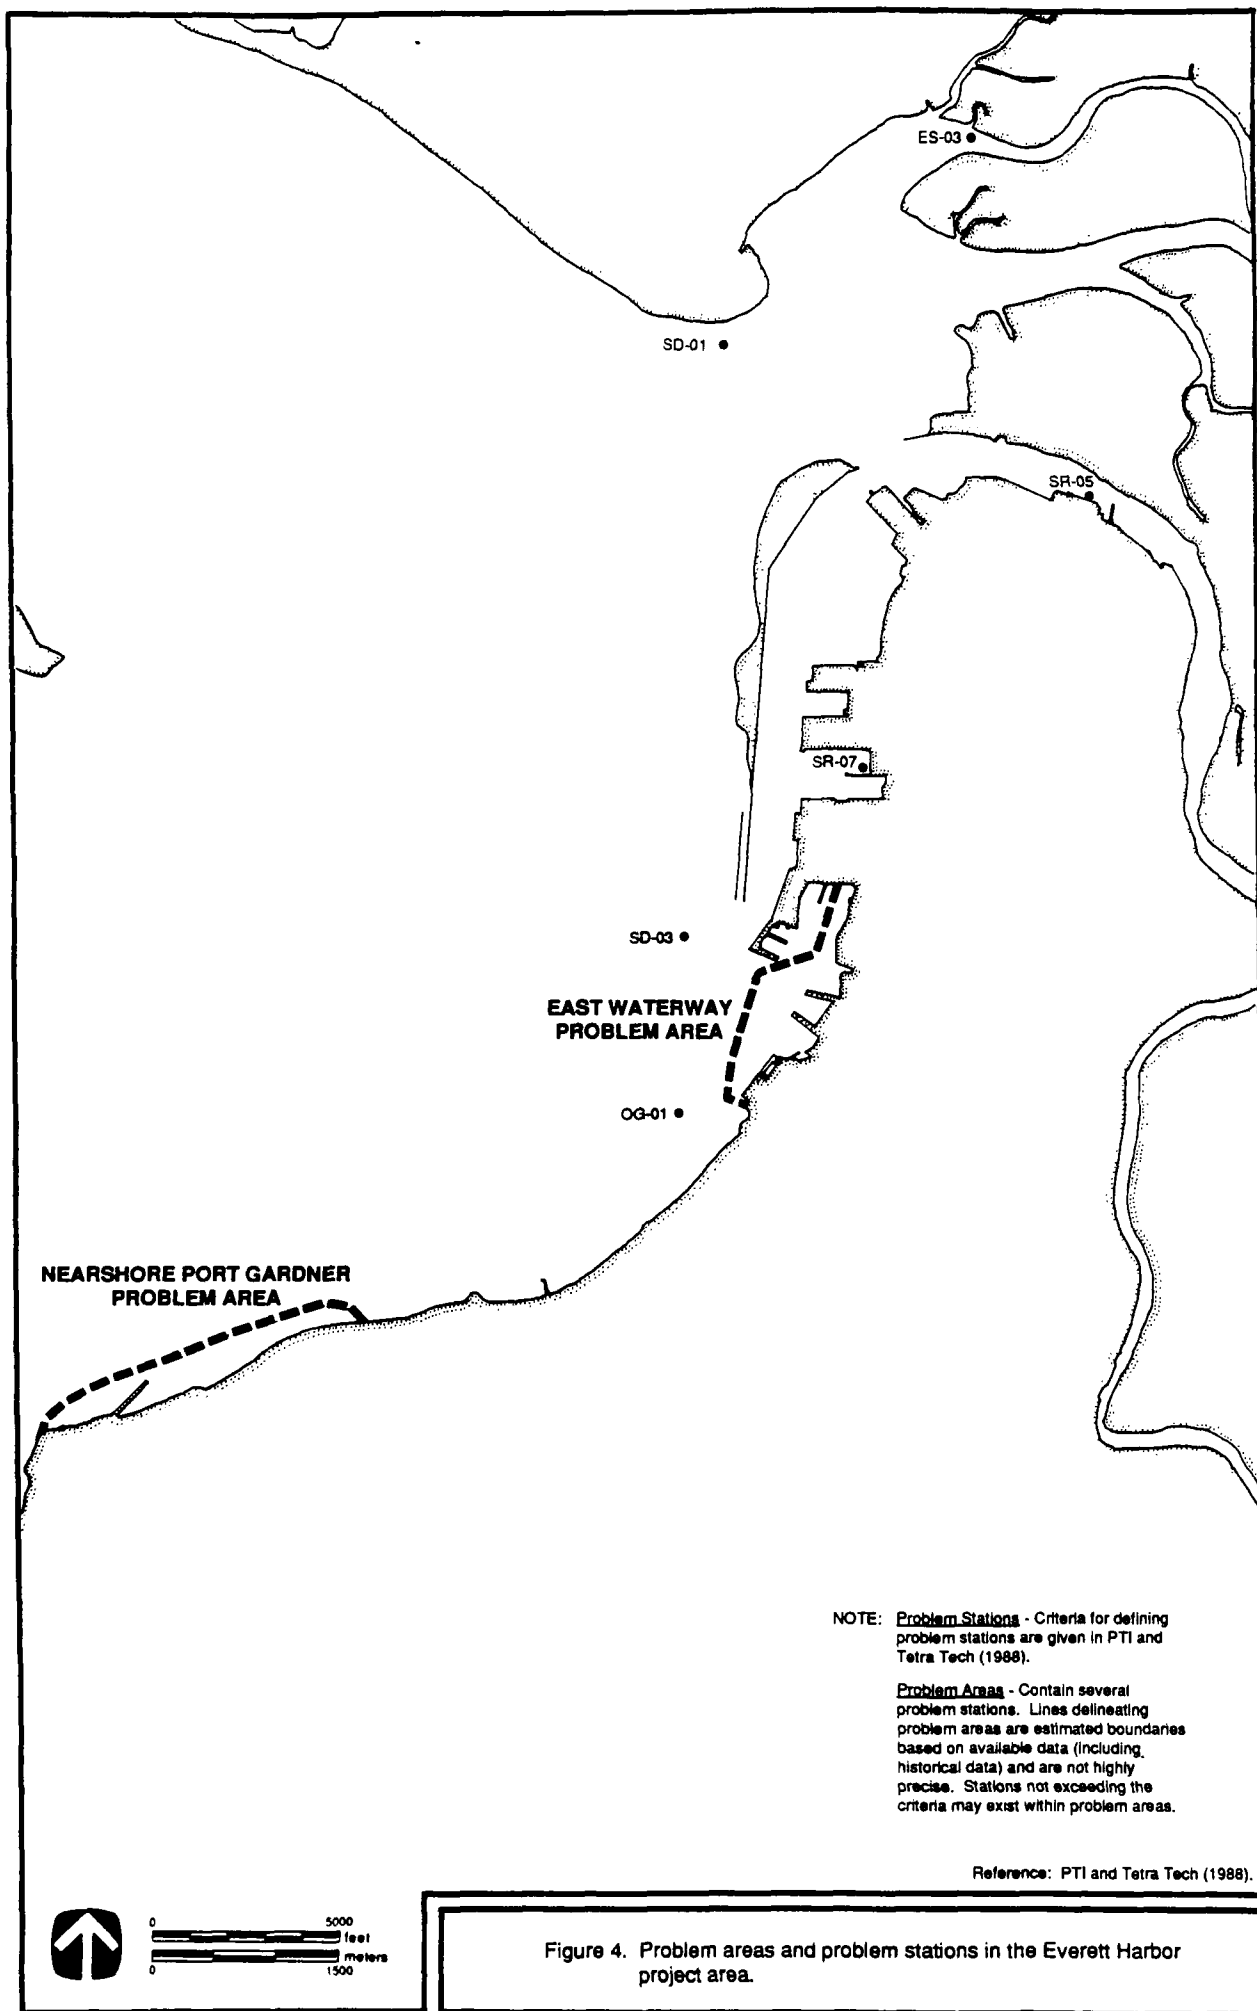 ES-03
SD-01
SR-05
SR-07
SD-03
EAST WATERWAY
PROBLEM AREA
OG-01
NEARSHORE PORT GARDNER
PROBLEM AREA
NOTE: Problem Stations - Criteria for defining
problem stations are given in PTI and
Tetra Tech (1988).
Problem Areas - Contain several
problem stations. Lines delineating
problem areas are estimated boundaries
based on available data (including
historical data) and are not highly
precise. Stations not exceeding the
criteria may exist within problem areas.
Reference: PTI and Tetra Tech (1988).
0 5000
feet
meters
0 1500
Figure 4. Problem areas and problem stations in the Everett Harbor
project area.